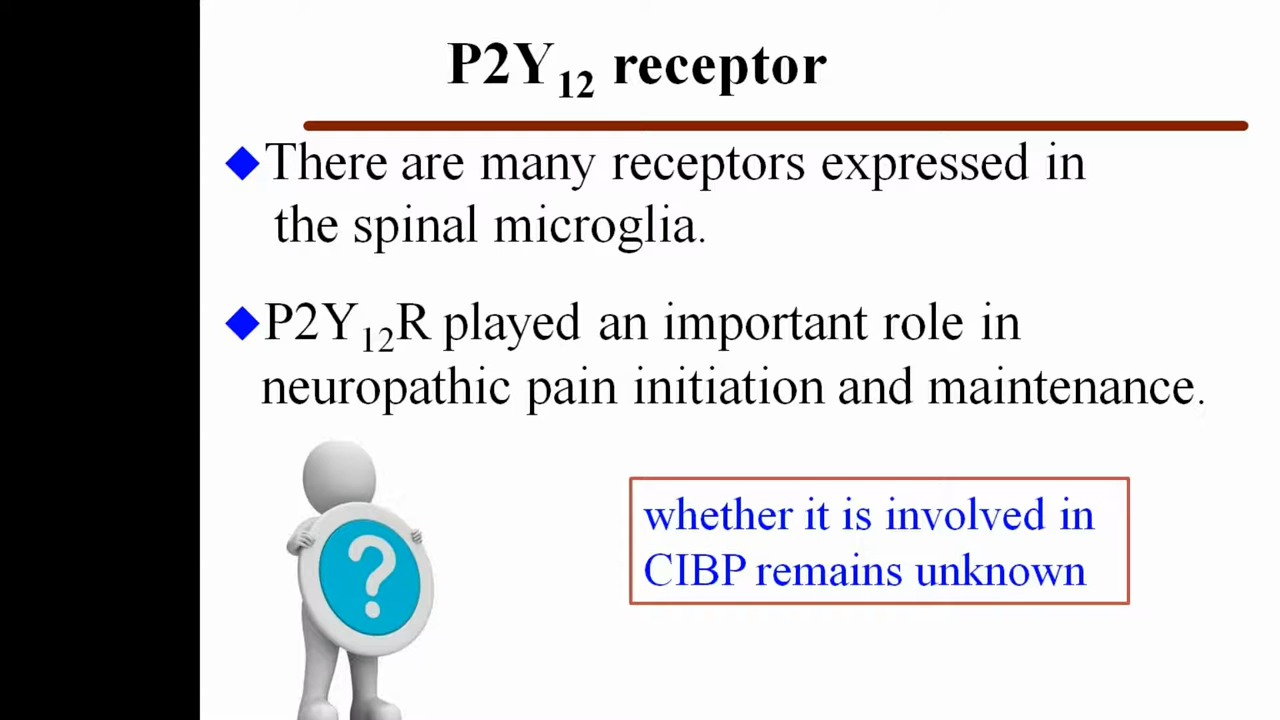 P2Y₁₂ receptor
There are many receptors expressed in
the spinal microglia.
P2Y₁₂R played an important role in
neuropathic pain initiation and maintenance.
?
whether it is involved in
CIBP remains unknown